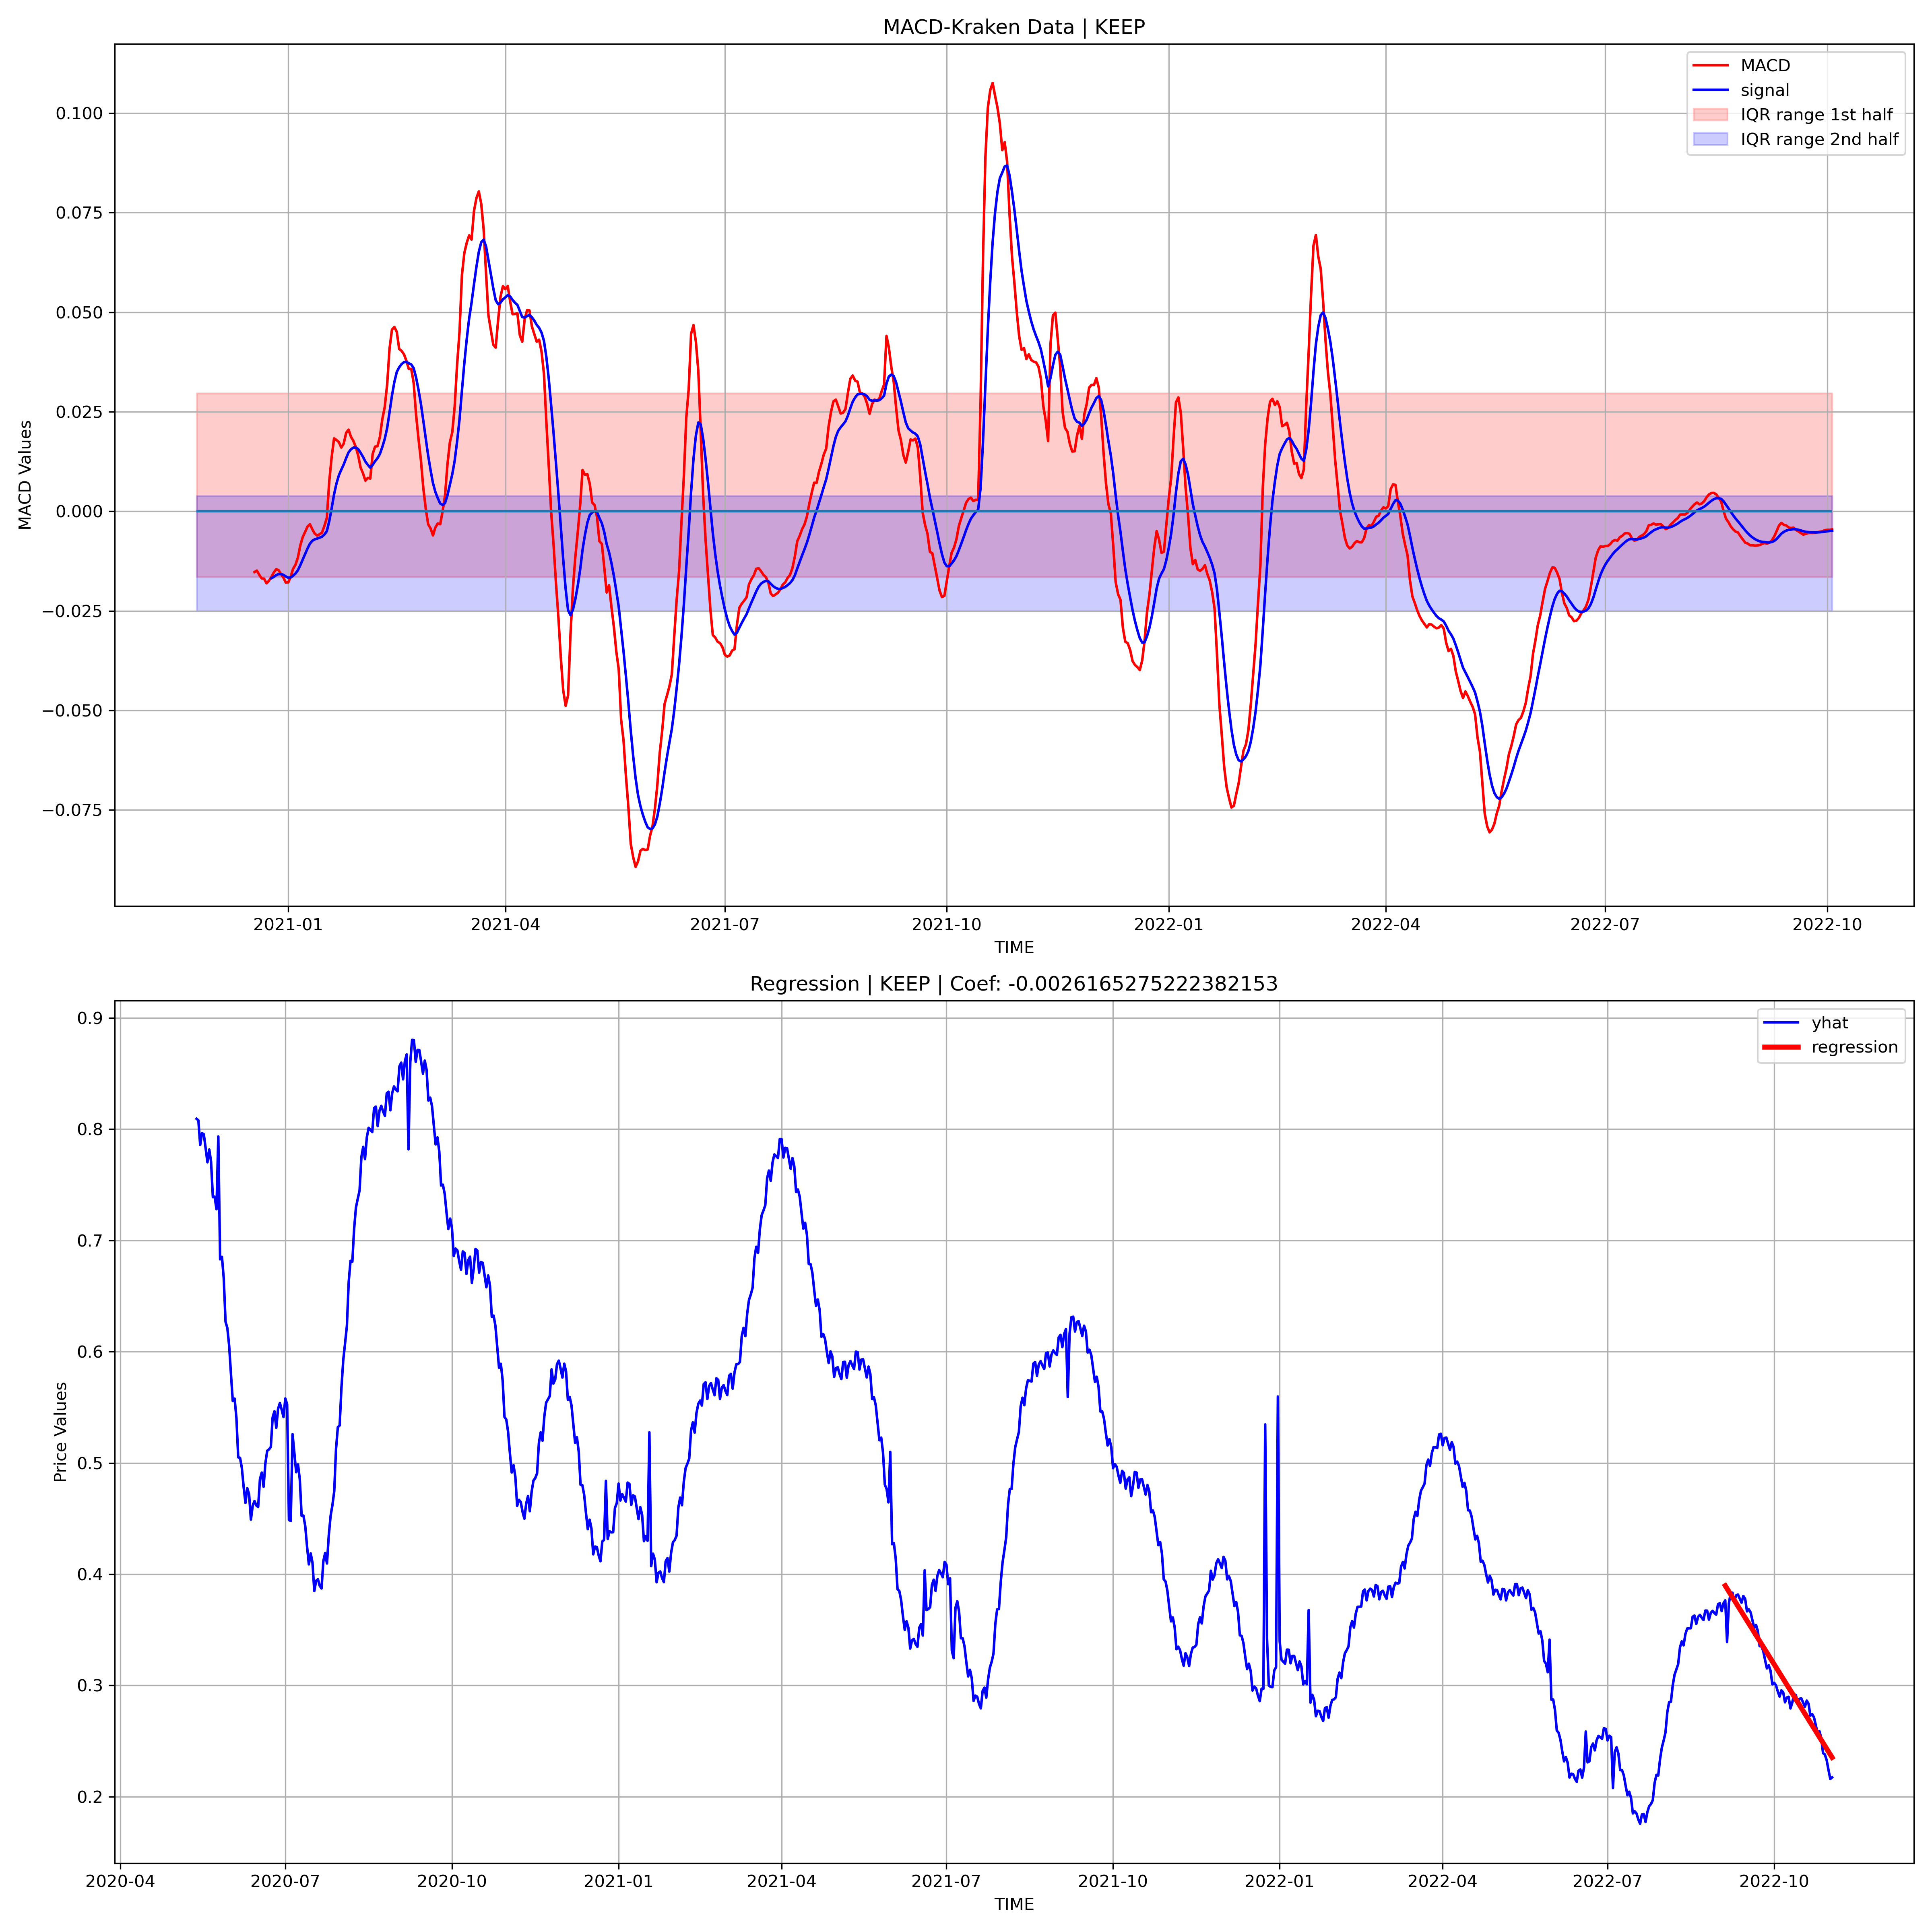 MACD-Kraken Data | KEEP
MACD
signal
IQR range 1st half
IQR range 2nd half
MACD Values
0.100
0.075
0.050
0.025
0.000
−0.025
−0.050
−0.075
2021-01 2021-04 2021-07 2021-10 2022-01 2022-04 2022-07 2022-10
TIME
Regression | KEEP | Coef: -0.0026165275222382153
yhat
regression
Price Values
0.9
0.8
0.7
0.6
0.5
0.4
0.3
0.2
2020-04 2020-07 2020-10 2021-01 2021-04 2021-07 2021-10 2022-01 2022-04 2022-07 2022-10
TIME